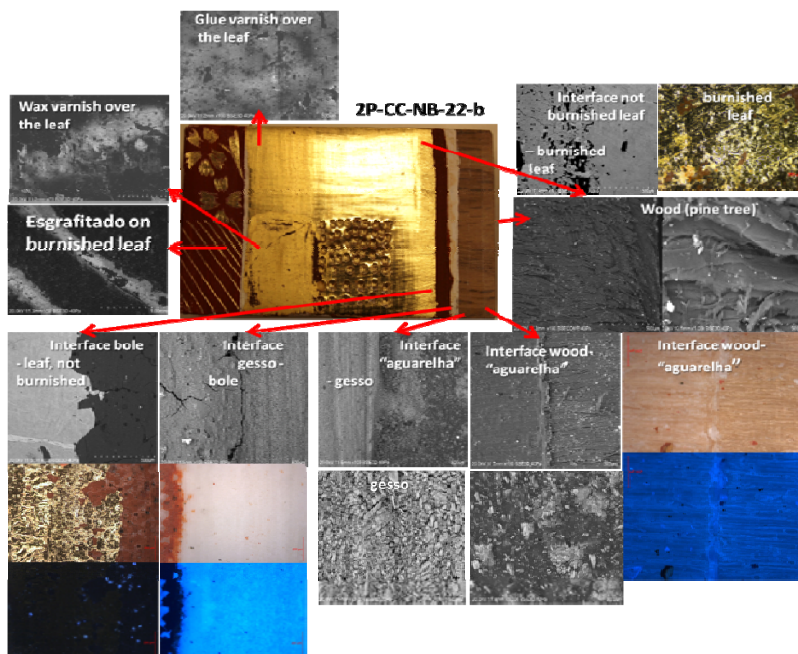 Glue varnish over
the leaf
2P-CC-NB-22-b
Wax varnish over
the leaf
Interface not
burnished leaf
– burnished
leaf
burnished
leaf
Esgrafitado on
burnished leaf
Wood (pine tree)
Interface bole
- leaf, not
burnished
Interface
gesso -
bole
Interface
“aguarelha”
- gesso
Interface wood-
“aguarelha”
Interface wood-
“aguarelha”
gesso